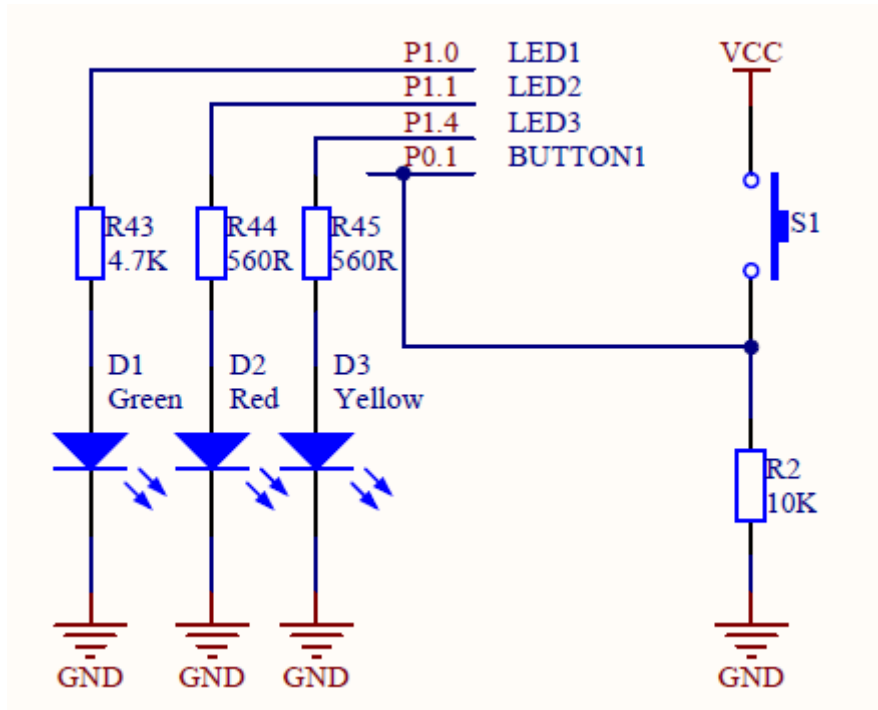 P1.0 LED1
VCC
P1.1 LED2
P1.4 LED3
P0.1 BUTTON1
R43
4.7K
R44
560R
R45
560R
S1
D1
Green
D2
Red
D3
Yellow
R2
10K
GND
GND
GND
GND